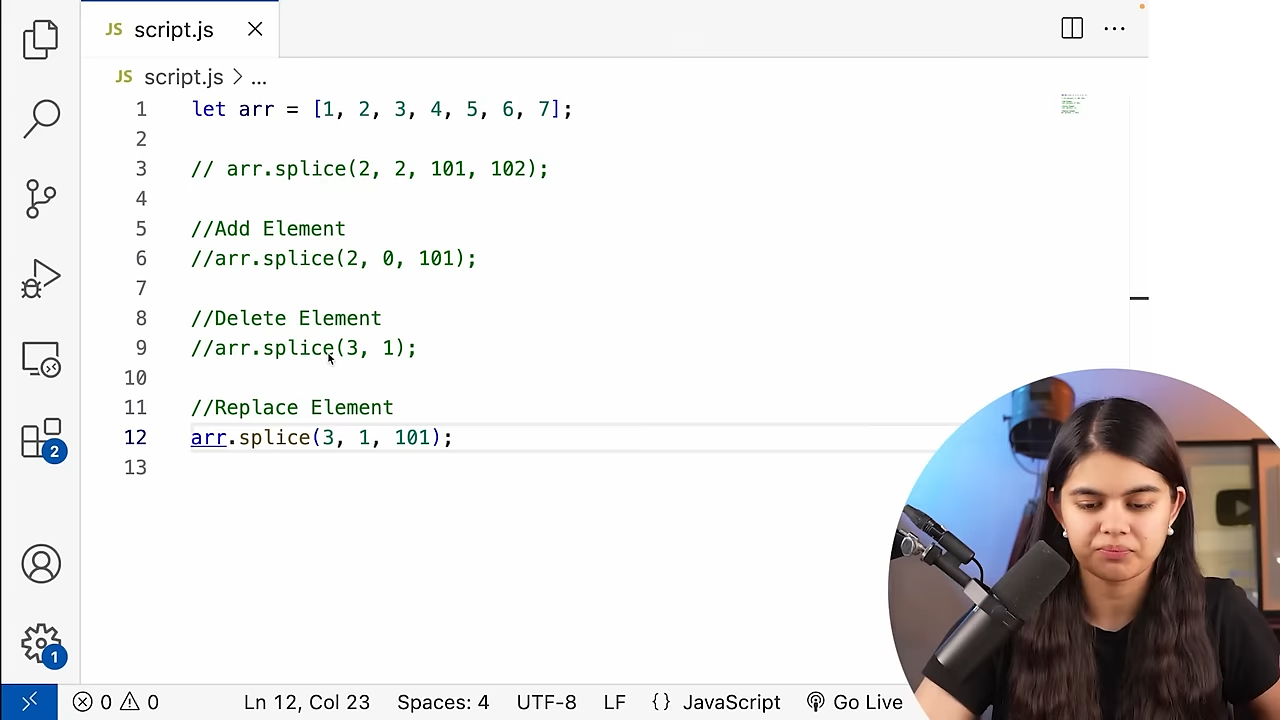 JS script.js
JS script.js > ...
1 let arr = [1, 2, 3, 4, 5, 6, 7];
2
3 // arr.splice(2, 2, 101, 102);
4
5 //Add Element
6 //arr.splice(2, 0, 101);
7
8 //Delete Element
9 //arr.splice(3, 1);
10
11 //Replace Element
12 arr.splice(3, 1, 101);
13
2
1
0 0 Ln 12, Col 23 Spaces: 4 UTF-8 LF {} JavaScript Go Live